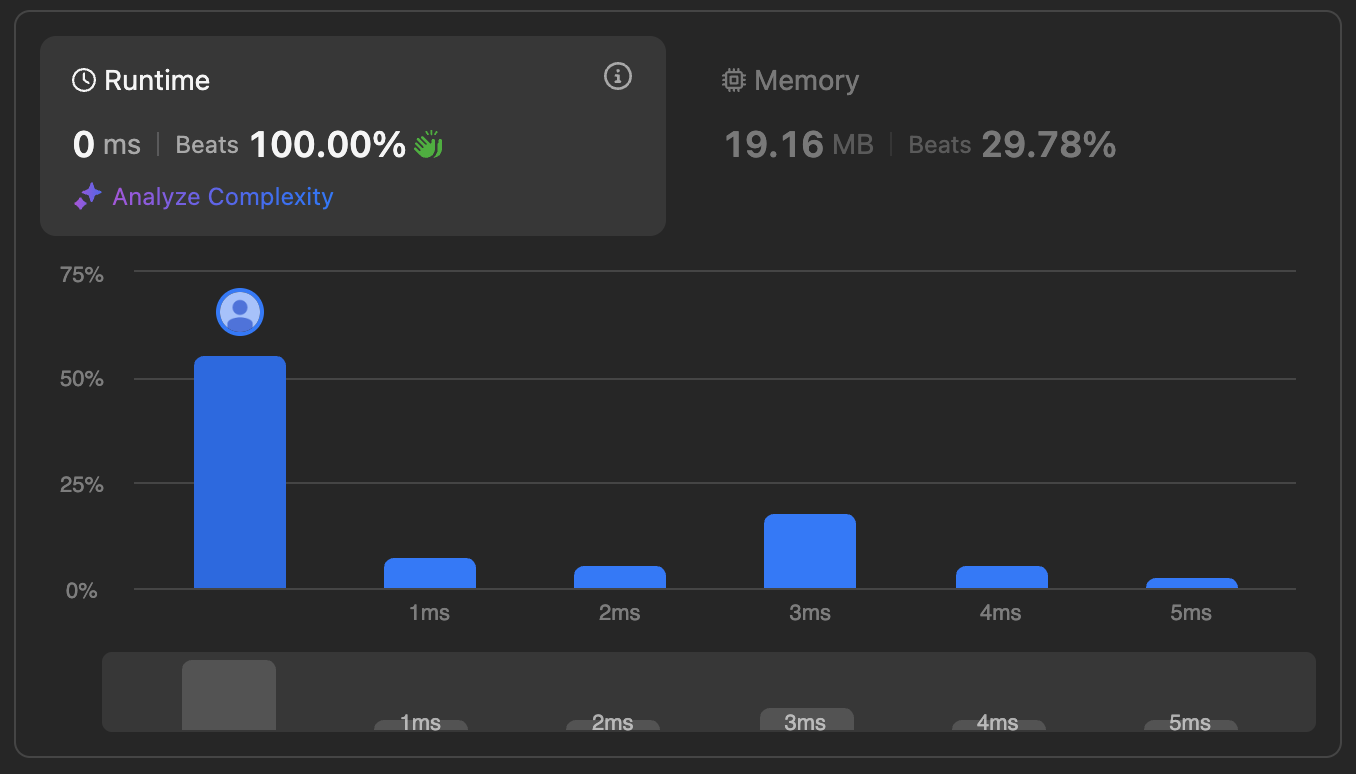 Runtime
0 ms | Beats 100.00%
Analyze Complexity
Memory
19.16 MB | Beats 29.78%
75%
50%
25%
0%
1ms 2ms 3ms 4ms 5ms
1ms 2ms 3ms 4ms 5ms